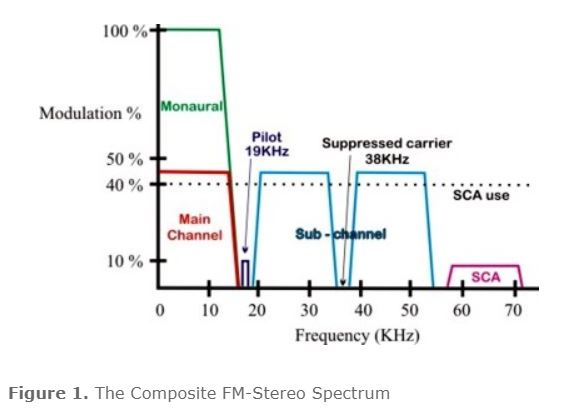 100 %
Monaural
Modulation %
Pilot
19KHz
Suppressed carrier
38KHz
50 %
40 %
SCA use
Main
Channel
Sub - channel
10 %
SCA
0 10 20 30 40 50 60 70
Frequency (KHz)
Figure 1. The Composite FM-Stereo Spectrum